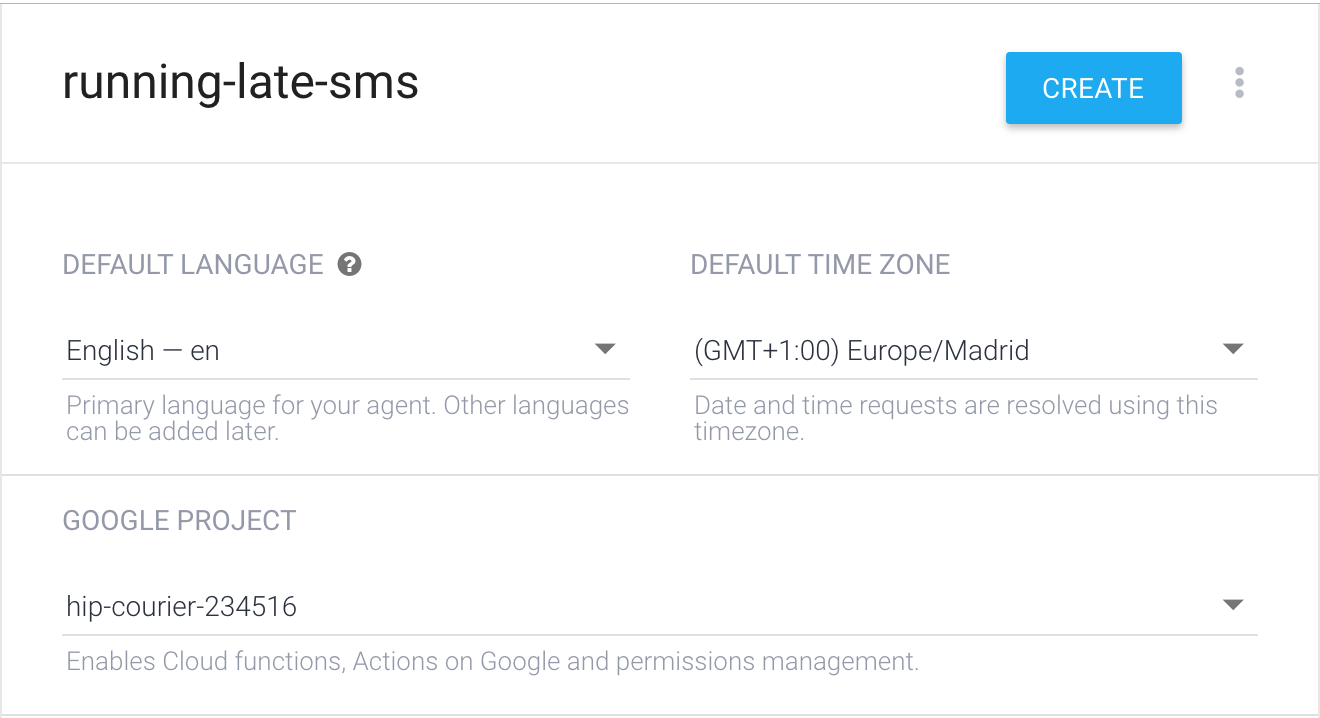 running-late-sms
CREATE
DEFAULT LANGUAGE ?
DEFAULT TIME ZONE
English — en
(GMT+1:00) Europe/Madrid
Primary language for your agent. Other languages
can be added later.
Date and time requests are resolved using this
timezone.
GOOGLE PROJECT
hip-courier-234516
Enables Cloud functions, Actions on Google and permissions management.